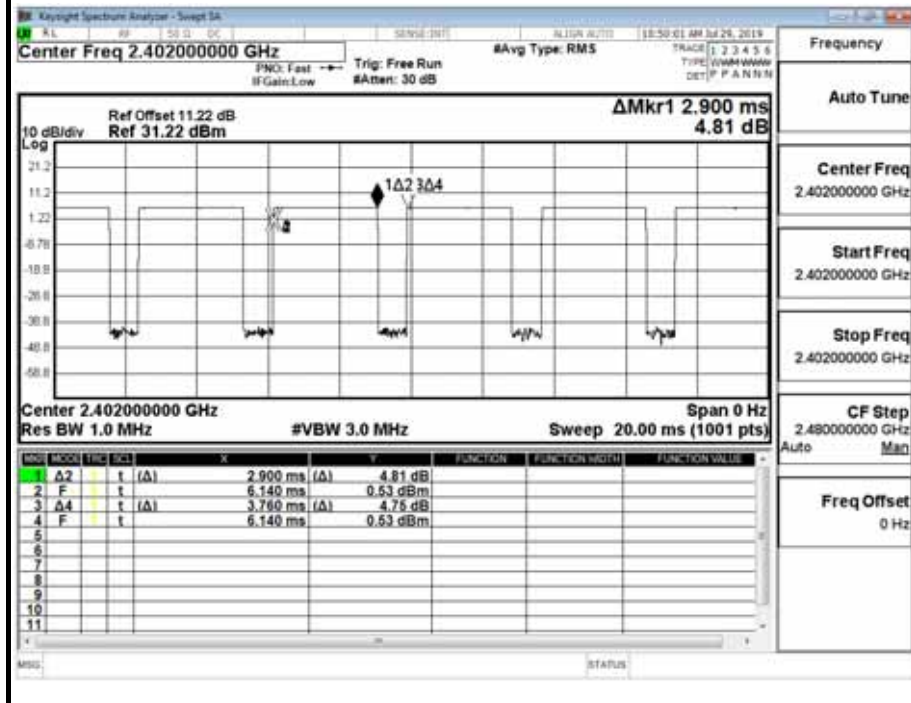 Keysight Spectrum Analyzer - Swept SA
RL RF 50 Ω DC SENSE:INT ALIGN AUTO 10:50:01 AM Jul 29, 2019
Center Freq 2.402000000 GHz
PNO: Fast
IFGain:Low
Trig: Free Run
#Atten: 30 dB
#Avg Type: RMS
TRACE 1 2 3 4 5 6
TYPE
DET P P A N N N
ΔMkr1 2.900 ms
4.81 dB
Ref Offset 11.22 dB
10 dB/div Ref 31.22 dBm
Log
21.2
11.2
1.22
-8.78
-18.8
-28.8
-38.8
-48.8
-58.8
1Δ2 3Δ4
Center 2.402000000 GHz Span 0 Hz
Res BW 1.0 MHz #VBW 3.0 MHz Sweep 20.00 ms (1001 pts)
MKR MODE TRC SCL X Y FUNCTION FUNCTION WIDTH FUNCTION VALUE
1 Δ2 t (Δ) 2.900 ms (Δ) 4.81 dB
2 F t 6.140 ms 0.53 dBm
3 Δ4 t (Δ) 3.760 ms (Δ) 4.75 dB
4 F t 6.140 ms 0.53 dBm
5
6
7
8
9
10
11
MSG STATUS
Frequency
Auto Tune
Center Freq
2.402000000 GHz
Start Freq
2.402000000 GHz
Stop Freq
2.402000000 GHz
CF Step
2.480000000 GHz
Auto Man
Freq Offset
0 Hz